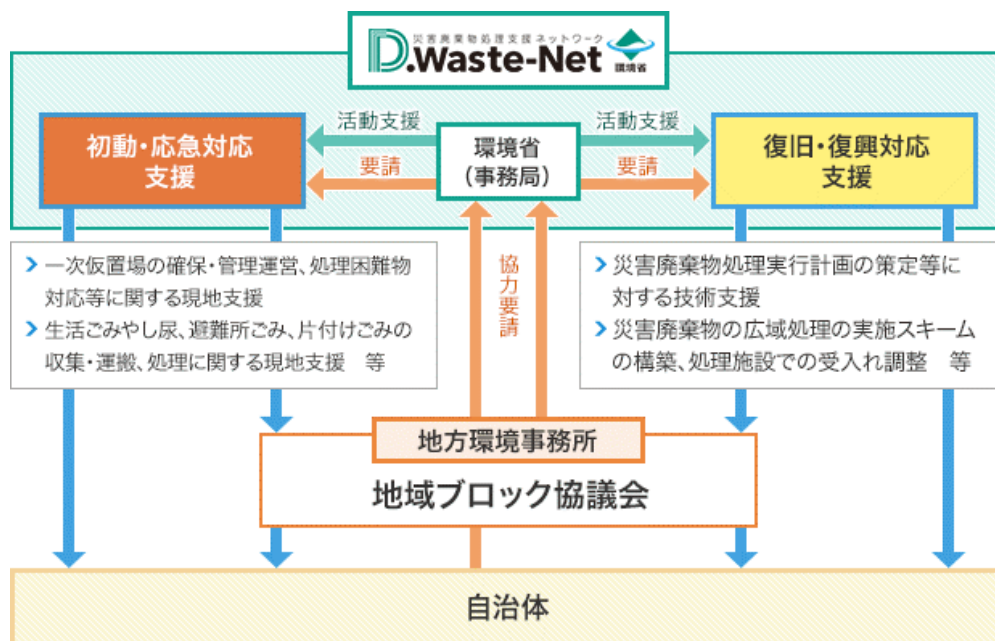 災害廃棄物処理支援ネットワーク
D.Waste-Net
環境省
初動・応急対応
支援
活動支援
要請
環境省
(事務局)
活動支援
要請
復旧・復興対応
支援
一次仮置場の確保・管理運営、処理困難物
対応等に関する現地支援
生活ごみやし尿、避難所ごみ、片付けごみの
収集・運搬、処理に関する現地支援 等
協力要請
災害廃棄物処理実行計画の策定等に
対する技術支援
災害廃棄物の広域処理の実施スキーム
の構築、処理施設での受入れ調整 等
地方環境事務所
地域ブロック協議会
自治体